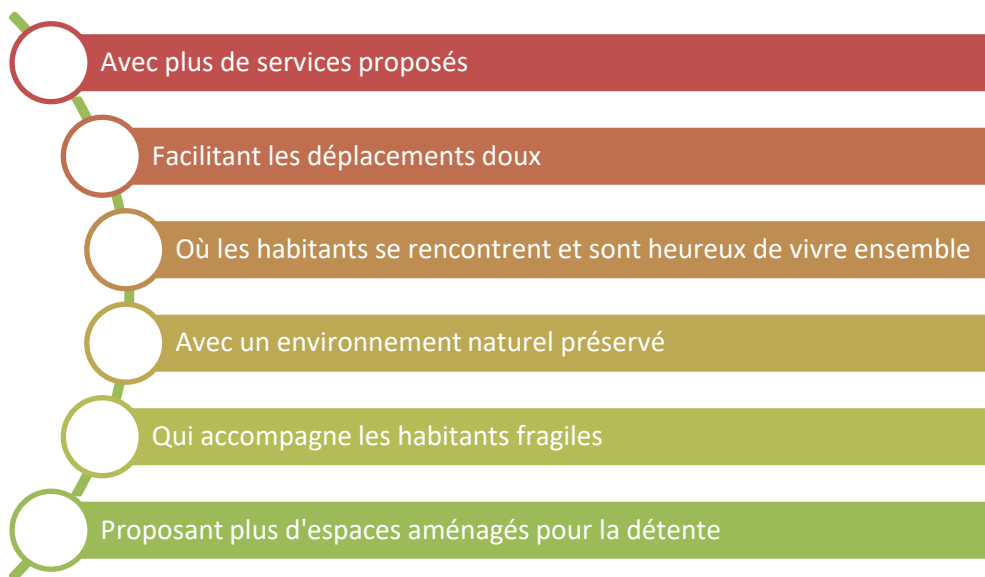 Avec plus de services proposés
Facilitant les déplacements doux
Où les habitants se rencontrent et sont heureux de vivre ensemble
Avec un environnement naturel préservé
Qui accompagne les habitants fragiles
Proposant plus d'espaces aménagés pour la détente